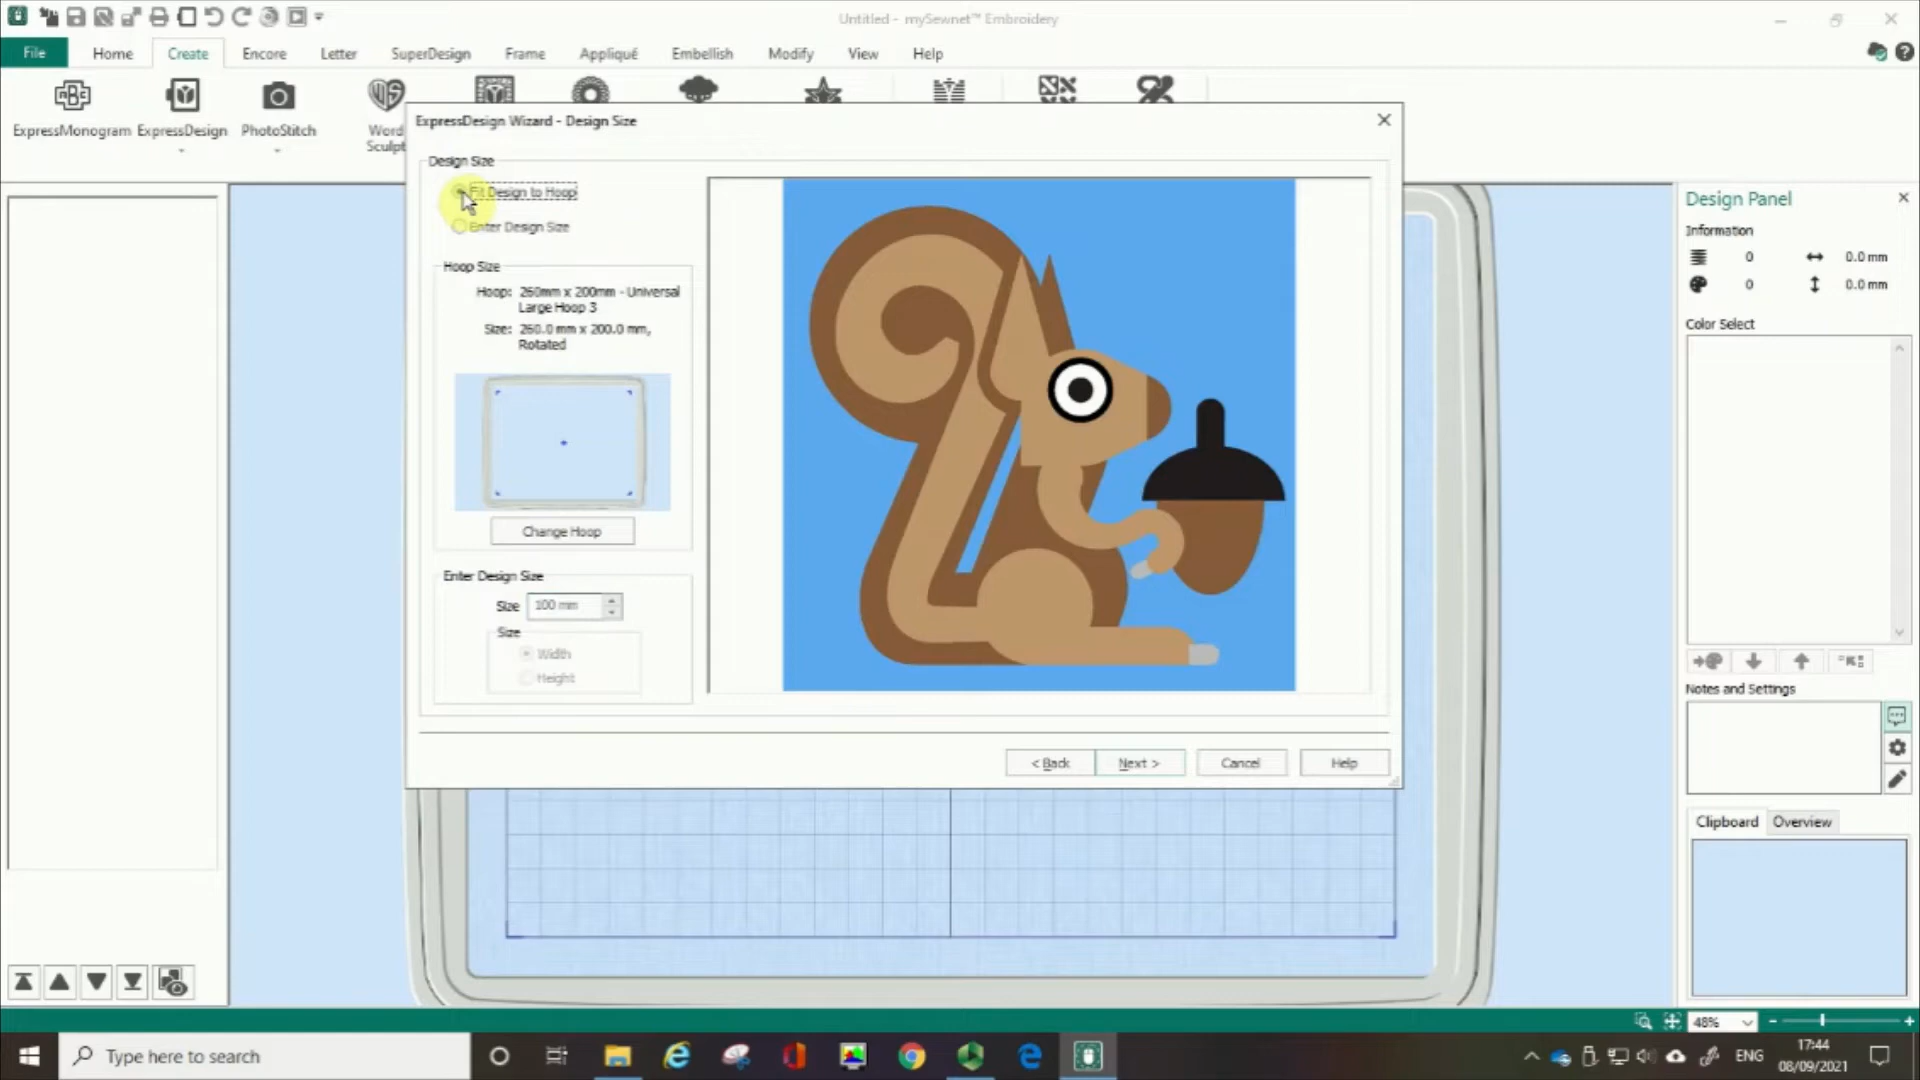 Untitled - mySewnet™ Embroidery
File Home Create Encore Letter SuperDesign Frame Appliqué Embellish Modify View Help
ExpressMonogram ExpressDesign PhotoStitch Word
Sculpt
ExpressDesign Wizard - Design Size
Design Size
Fit Design to Hoop
Enter Design Size
Hoop Size
Hoop: 260mm x 200mm - Universal
Large Hoop 3
Size: 260.0 mm x 200.0 mm,
Rotated
Change Hoop
Enter Design Size
Size 100 mm
Size
Width
Height
< Back Next > Cancel Help
Design Panel
Information
0 0.0 mm
0 0.0 mm
Color Select
Notes and Settings
Clipboard Overview
48%
Type here to search
ENG
17:44
08/09/2021